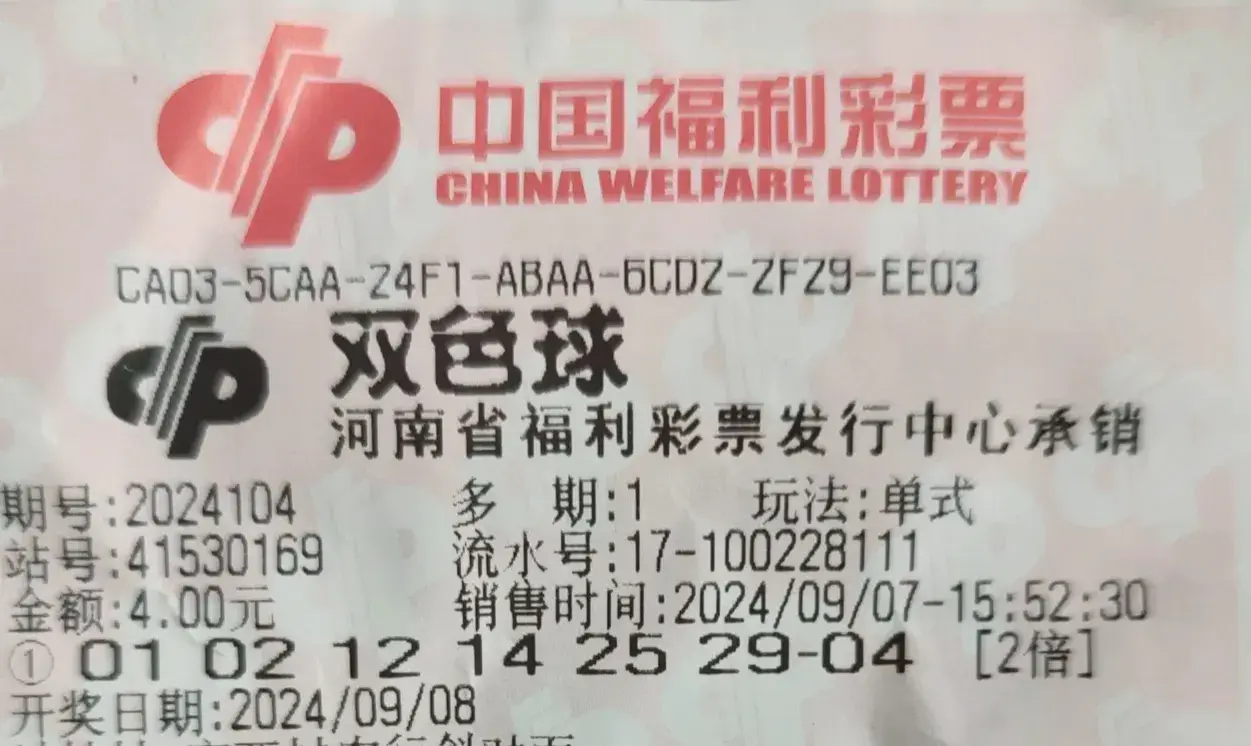 中国福利彩票
CHINA WELFARE LOTTERY
CA03-5CAA-24F1-ABAA-6CD2-2F29-EE03
双色球
河南省福利彩票发行中心承销
期号:2024104 多 期:1 玩法:单式
站号:41530169 流水号:17-100228111
金额:4.00元 销售时间:2024/09/07-15:52:30
① 01 02 12 14 25 29-04 [2倍]
开奖日期:2024/09/08